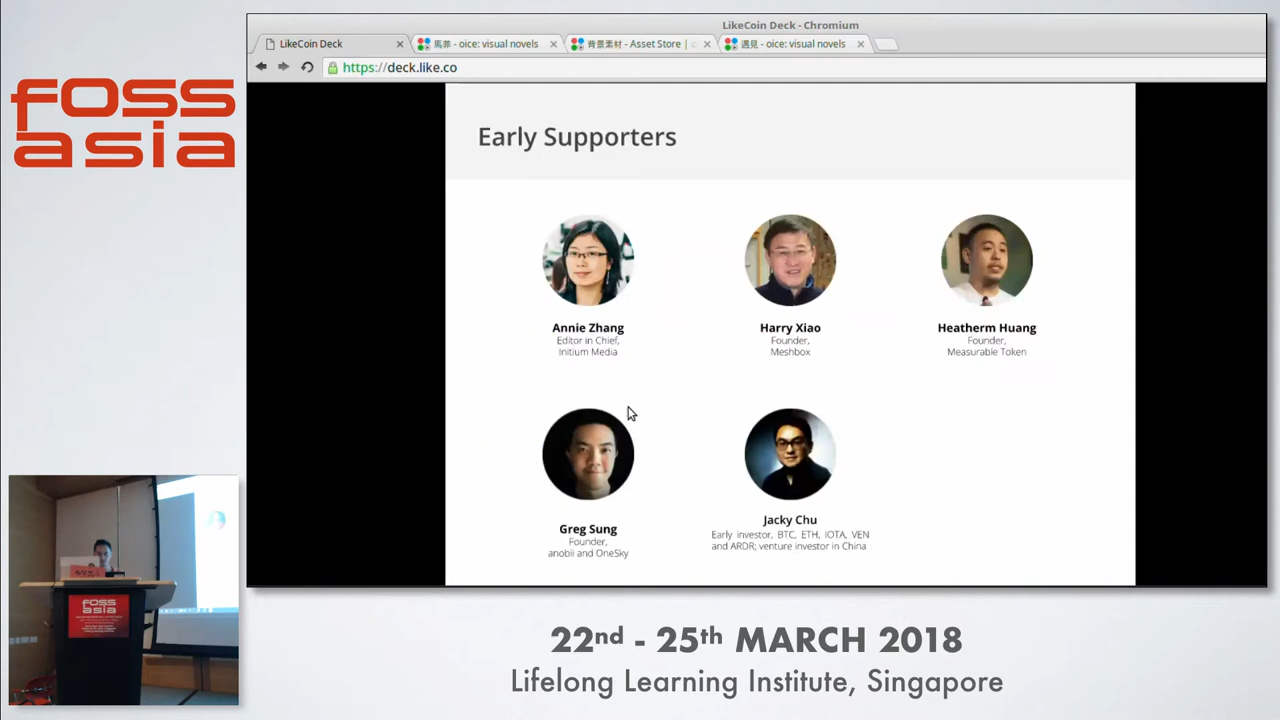 foss
asia
LikeCoin Deck - Chromium
LikeCoin Deck
馬菲 - oice: visual novels
背景素材 - Asset Store |
遇見 - oice: visual novels
https://deck.like.co
Early Supporters
Annie Zhang
Editor in Chief,
Initium Media
Harry Xiao
Founder,
Meshbox
Heatherm Huang
Founder,
Measurable Token
Greg Sung
Founder,
anobii and OneSky
Jacky Chu
Early investor, BTC, ETH, IOTA, VEN
and ARDR; venture investor in China
foss
asia
22nd - 25th MARCH 2018
Lifelong Learning Institute, Singapore